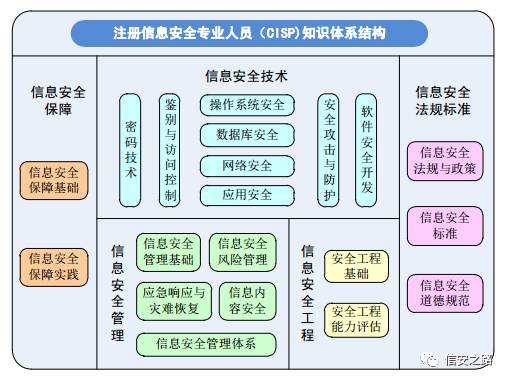 注册信息安全专业人员（CISP)知识体系结构
信息安全
保障
信息安全
保障基础
信息安全
保障实践
信息安全技术
密码技术
鉴别与访问控制
操作系统安全
数据库安全
网络安全
应用安全
安全攻击与防护
软件安全开发
信息安全管理
信息安全
管理基础
信息安全
风险管理
应急响应与
灾难恢复
信息内
容安全
信息安全管理体系
信息安全工程
安全工程
基础
安全工程
能力评估
信息安全
法规标准
信息安全
法规与政策
信息安全
标准
信息安全
道德规范
信安之路